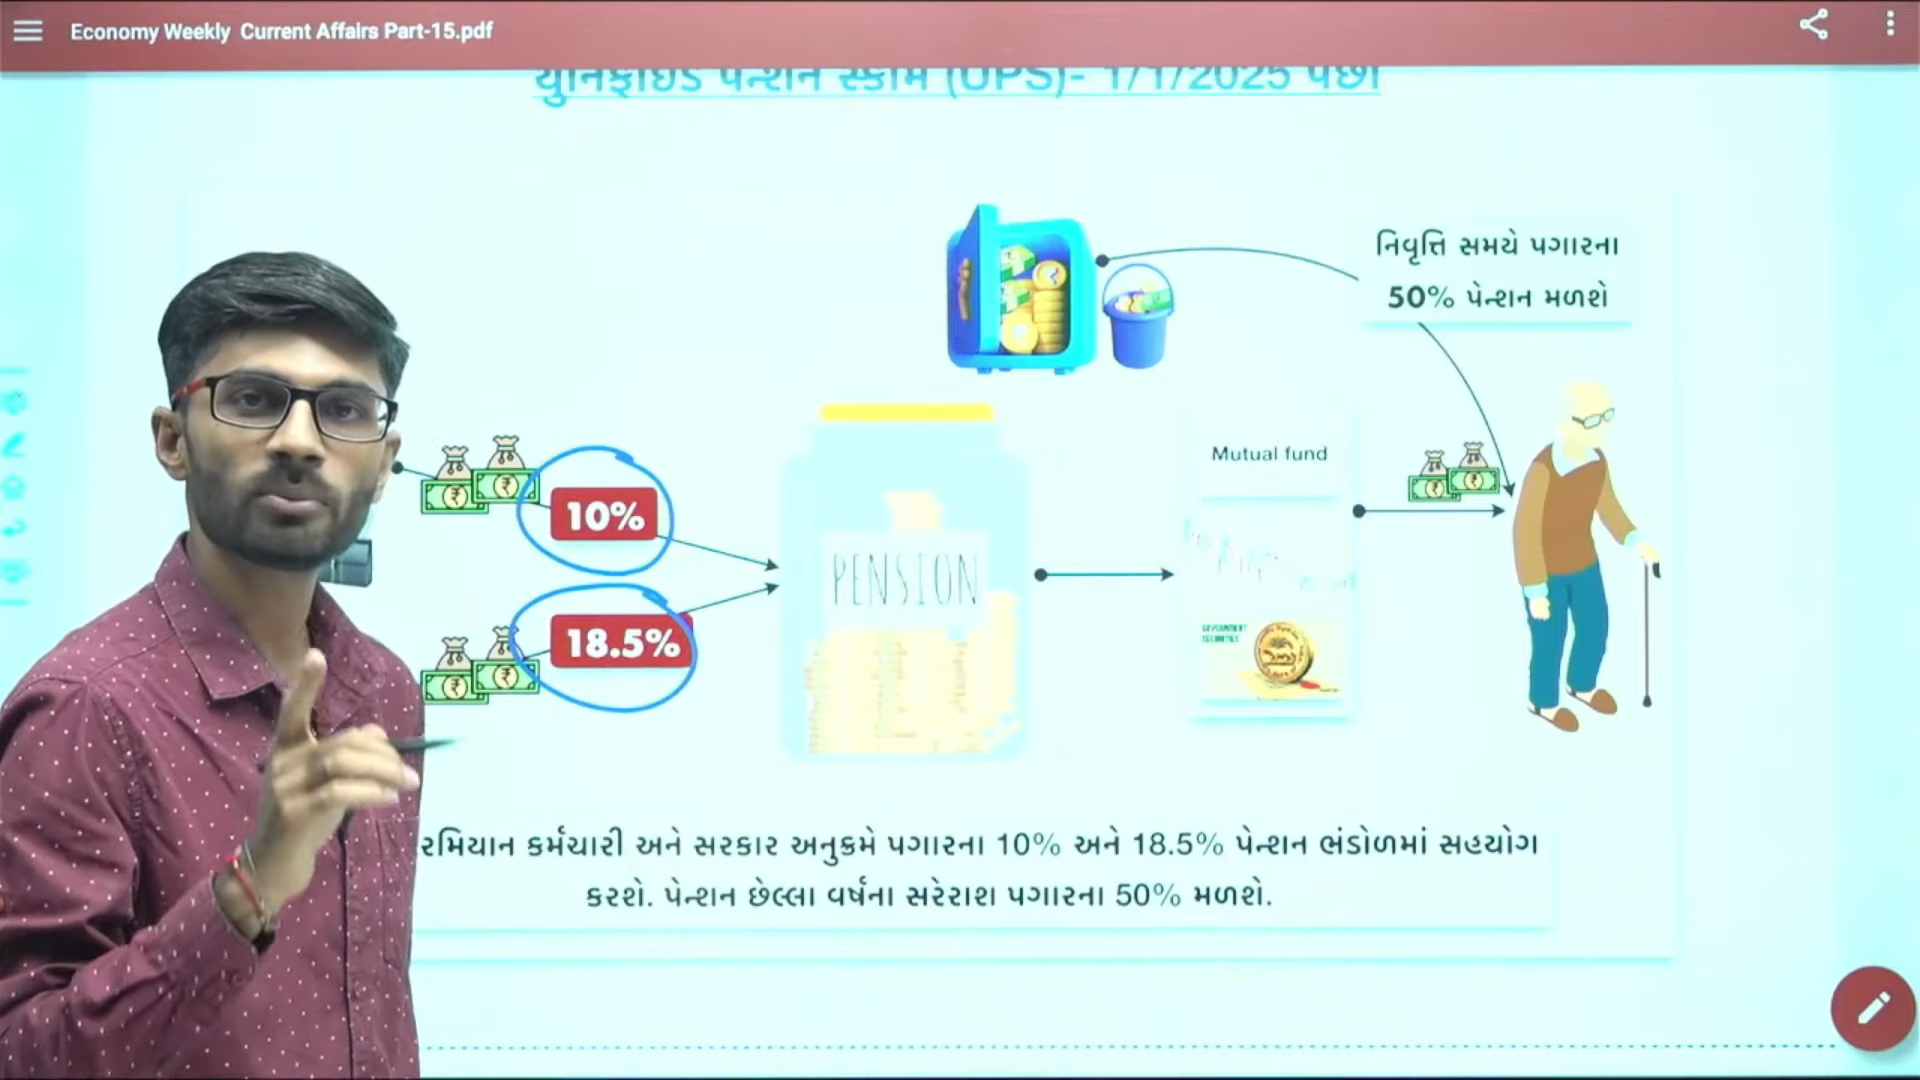 Economy Weekly Current Affairs Part-15.pdf
યુનિફાઇડ પેન્શન સ્કીમ (UPS)- 1/1/2025 પછી
નિવૃત્તિ સમયે પગારના
50% પેન્શન મળશે
Mutual fund
10%
PENSION
18.5%
GOVERNMENT
SECURITIES
રમિયાન કર્મચારી અને સરકાર અનુક્રમે પગારના 10% અને 18.5% પેન્શન ભંડોળમાં સહયોગ
કરશે. પેન્શન છેલ્લા વર્ષના સરેરાશ પગારના 50% મળશે.